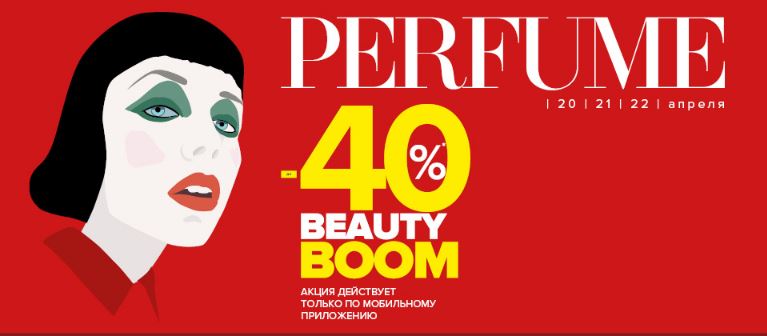 PERFUME
| 20 | 21 | 22 | апреля
-40%*
BEAUTY
BOOM
АКЦИЯ ДЕЙСТВУЕТ
ТОЛЬКО ПО МОБИЛЬНОМУ
ПРИЛОЖЕНИЮ